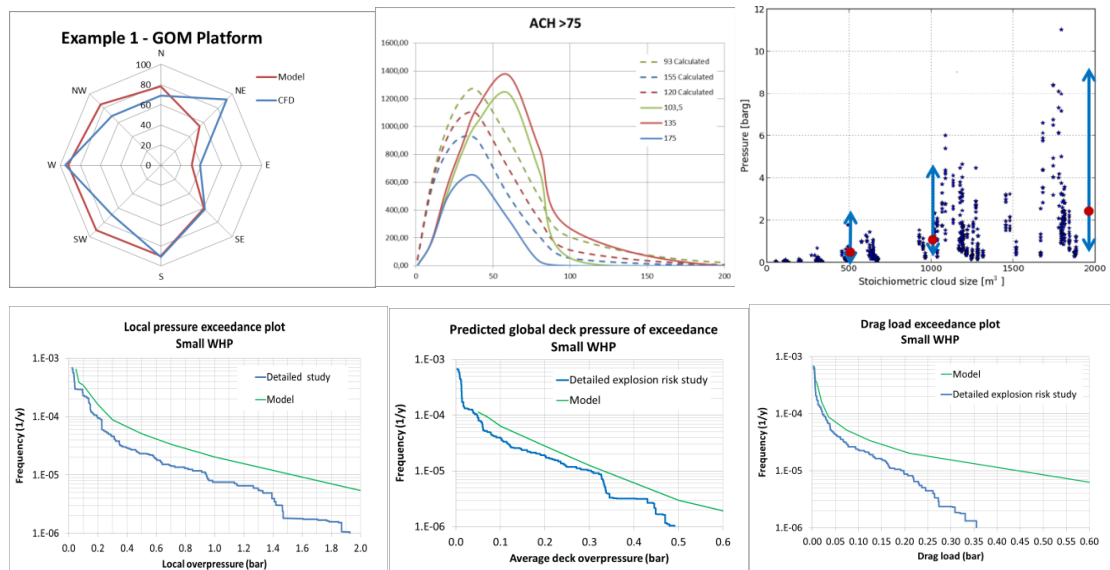 Example 1 - GOM Platform
N
NE
E
SE
S
SW
W
NW
100
80
60
40
20
0
Model
CFD
ACH >75
1600,00
1400,00
1200,00
1000,00
800,00
600,00
400,00
200,00
0,00
0
50
100
150
200
93 Calculated
155 Calculated
120 Calculated
103,5
135
175
Pressure [barg]
12
10
8
6
4
2
0
0
500
1000
1500
2000
Stoichiometric cloud size [m³]
Local pressure exceedance plot
Small WHP
Frequency (1/y)
1.E-03
1.E-04
1.E-05
1.E-06
Detailed study
Model
0.0 0.2 0.4 0.6 0.8 1.0 1.2 1.4 1.6 1.8 2.0
Local overpressure (bar)
Predicted global deck pressure of exceedance
Small WHP
Frequency (1/y)
1.E-03
1.E-04
1.E-05
1.E-06
Detailed explosion risk study
Model
0.0 0.1 0.2 0.3 0.4 0.5 0.6
Average deck overpressure (bar)
Drag load exceedance plot
Small WHP
Frequency (1/y)
1.E-03
1.E-04
1.E-05
1.E-06
Model
Detailed explosion risk study
0.00 0.05 0.10 0.15 0.20 0.25 0.30 0.35 0.40 0.45 0.50 0.55 0.60
Drag load (bar)